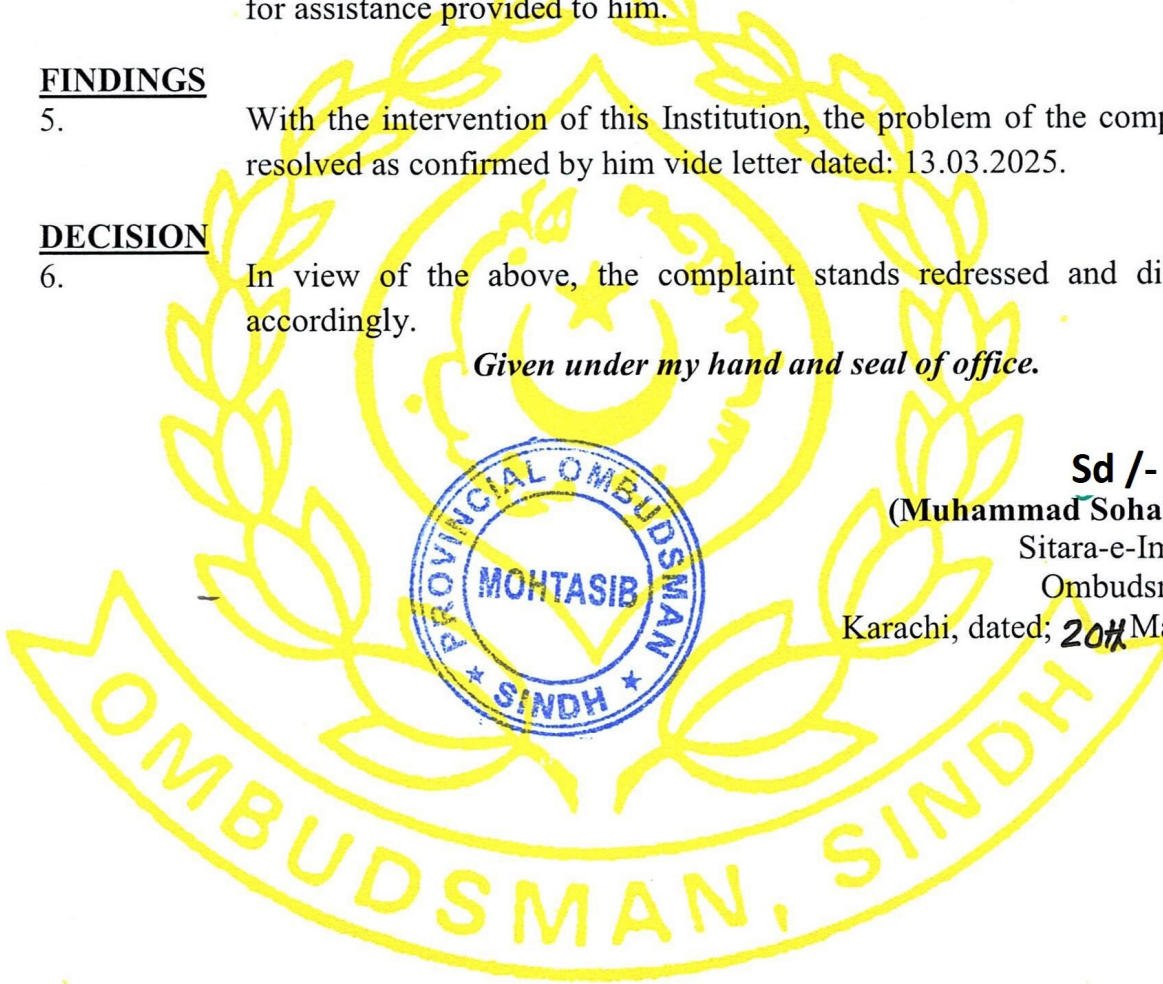 for assistance provided to him.
FINDINGS
5. With the intervention of this Institution, the problem of the comp
resolved as confirmed by him vide letter dated: 13.03.2025.
DECISION
6. In view of the above, the complaint stands redressed and di
accordingly.
Given under my hand and seal of office.
Sd /-
(Muhammad Soha
Sitara-e-Im
Ombudsm
Karachi, dated; 20th Ma
PROVINCIAL OMBUDSMAN
MOHTASIB
★ SINDH ★
OMBUDSMAN, SINDH